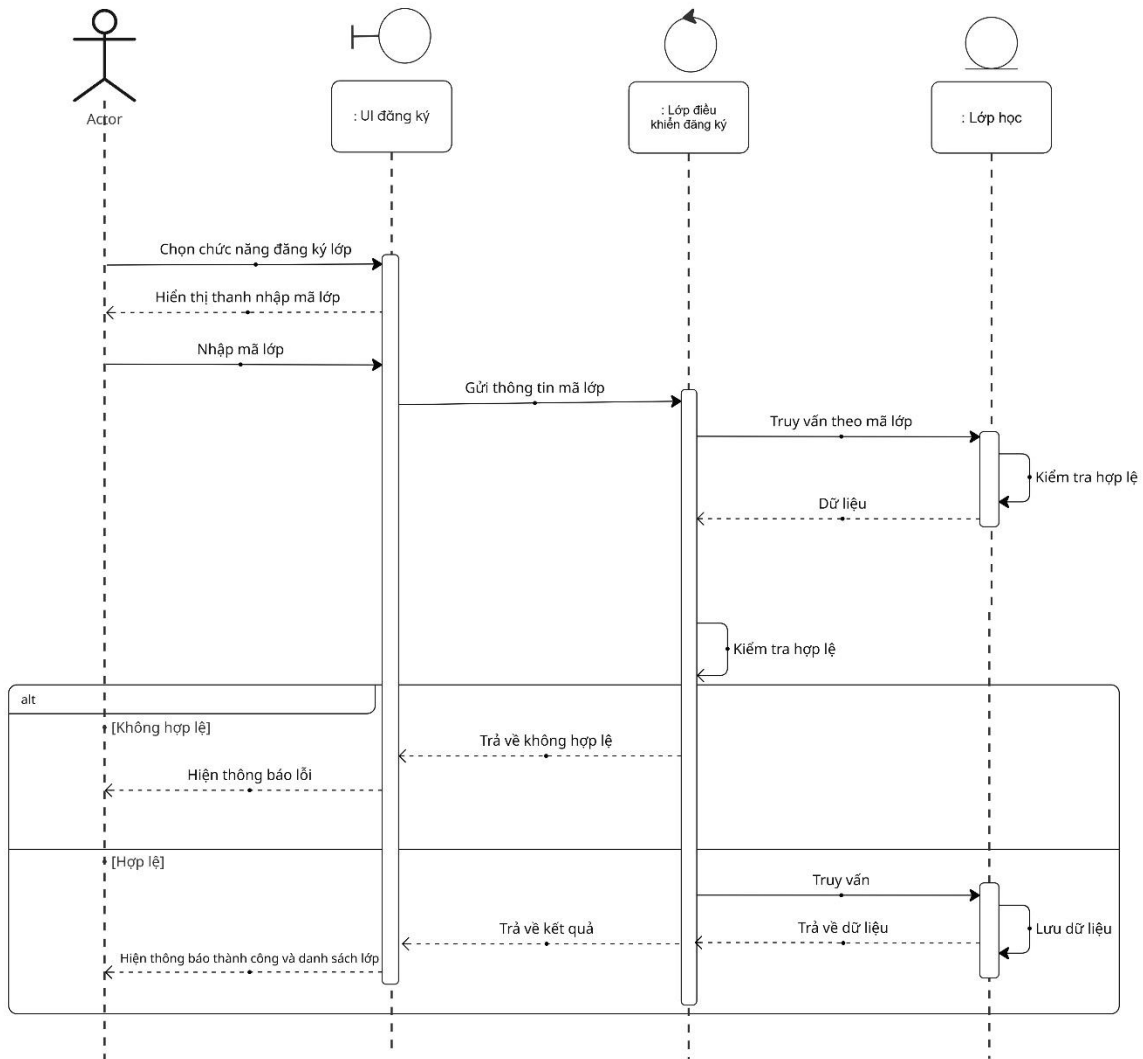 Actor
: UI đăng ký
: Lớp điều
khiển đăng ký
: Lớp học
Chọn chức năng đăng ký lớp
Hiển thị thanh nhập mã lớp
Nhập mã lớp
Gửi thông tin mã lớp
Truy vấn theo mã lớp
Kiểm tra hợp lệ
Dữ liệu
Kiểm tra hợp lệ
alt
[Không hợp lệ]
Trả về không hợp lệ
Hiện thông báo lỗi
[Hợp lệ]
Truy vấn
Trả về kết quả
Trả về dữ liệu
Lưu dữ liệu
Hiện thông báo thành công và danh sách lớp